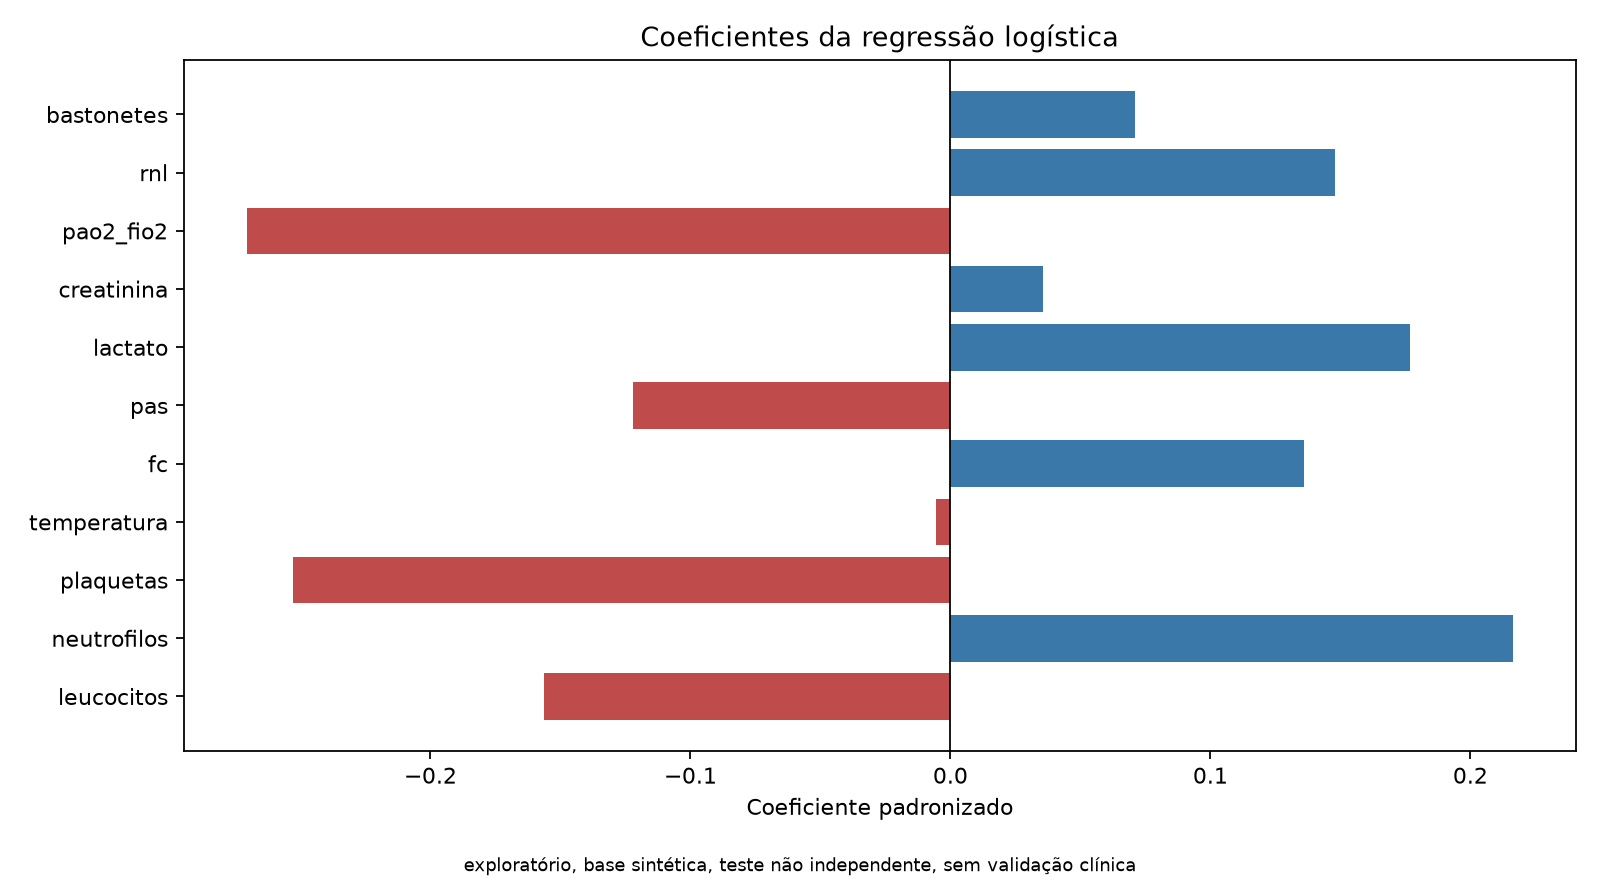 Coeficientes da regressão logística
bastonetes
rnl
pao2_fio2
creatinina
lactato
pas
fc
temperatura
plaquetas
neutrofilos
leucocitos
−0.2 −0.1 0.0 0.1 0.2
Coeficiente padronizado
exploratório, base sintética, teste não independente, sem validação clínica